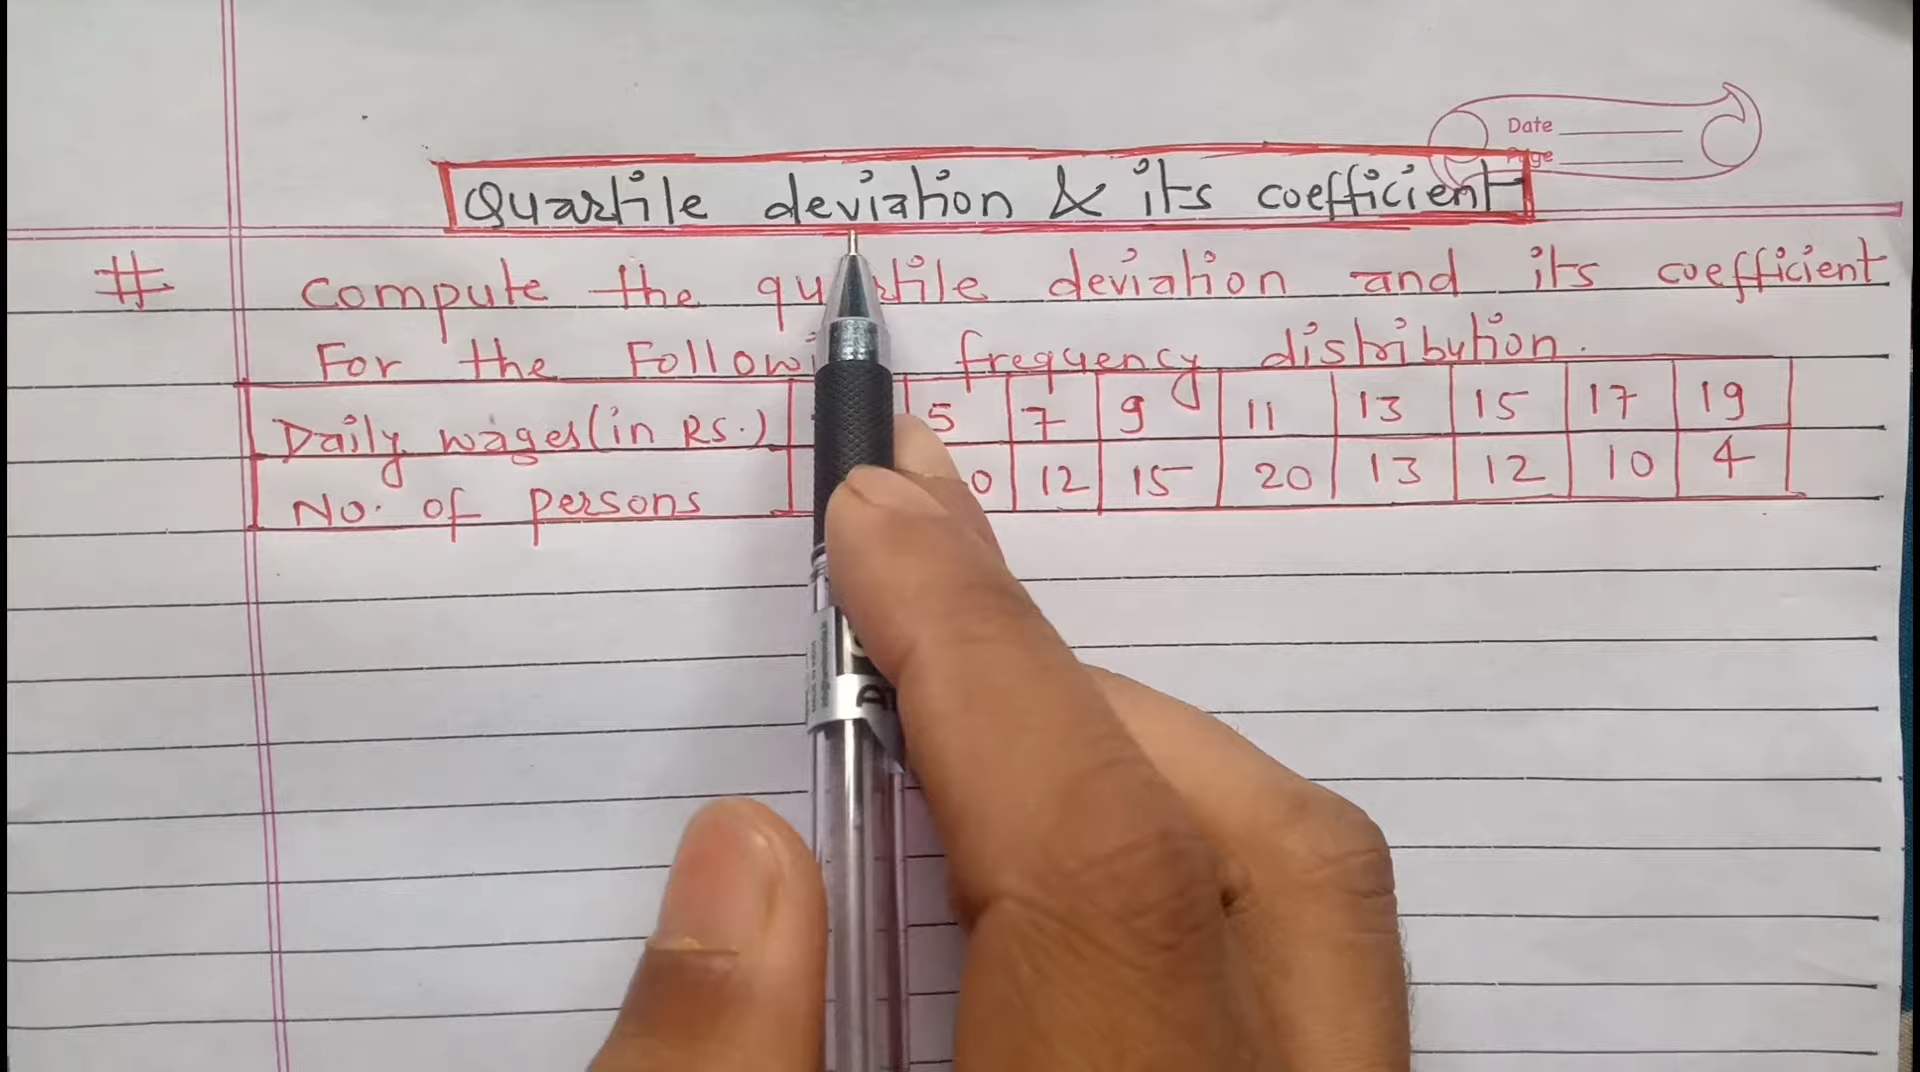 Date
Page
Quartile deviation & its coefficient
# Compute the quartile deviation and its coefficient
For the Following frequency distribution.
Daily wages (in Rs.) 5 7 9 11 13 15 17 19
No. of persons 12 15 20 13 12 10 4